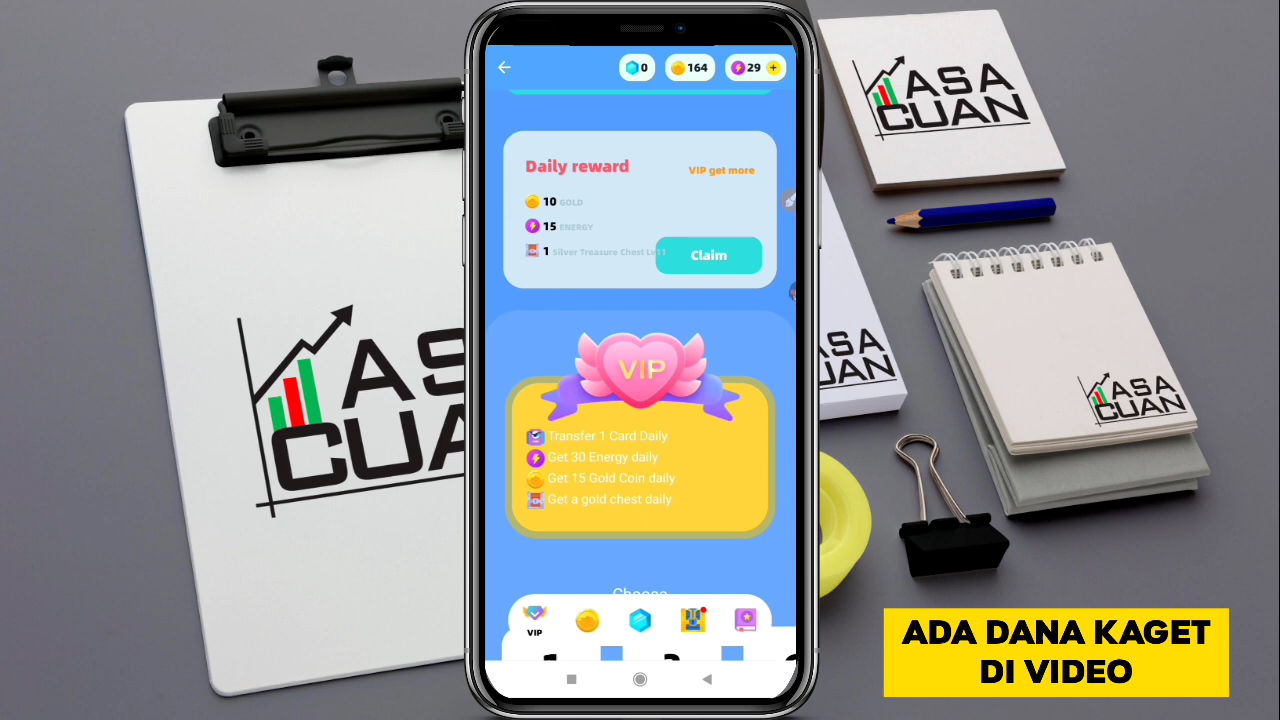 0
164
29
+
Daily reward
VIP get more
10 GOLD
15 ENERGY
1 Silver Treasure Chest Lv11
Claim
VIP
Transfer 1 Card Daily
Get 30 Energy daily
Get 15 Gold Coin daily
Get a gold chest daily
Choose
VIP
ASA
CUAN
ASA
CUAN
ASA
CUAN
ADA DANA KAGET
DI VIDEO